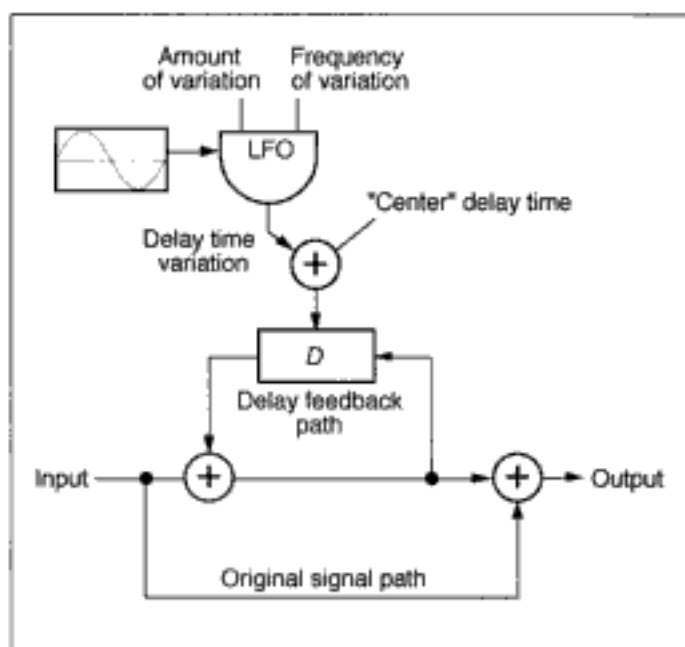 Amount
of variation
Frequency
of variation
LFO
"Center" delay time
Delay time
variation
+
D
Delay feedback
path
Input
+
+
Output
Original signal path